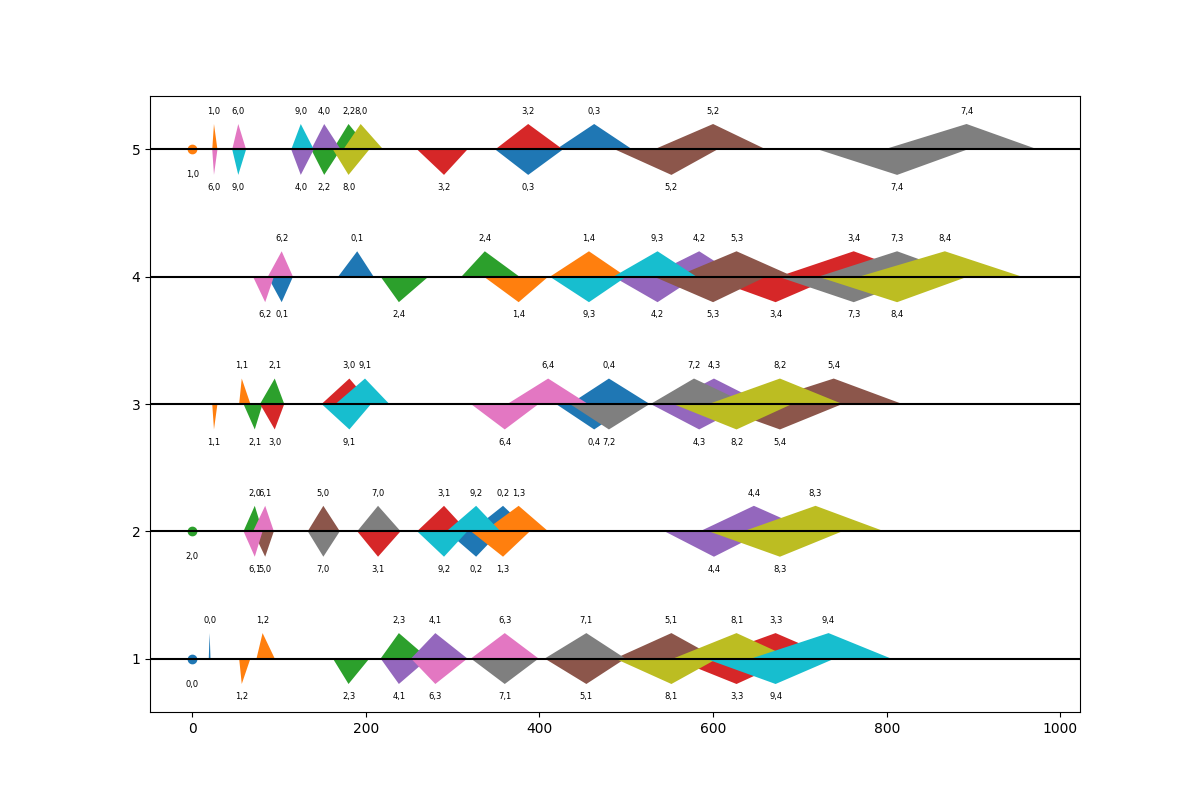 1,0 6,0 9,0 4,0 2,2 8,0 3,2 0,3 5,2 7,4
5
1,0 6,0 9,0 4,0 2,2 8,0 3,2 0,3 5,2 7,4
6,2 0,1 2,4 1,4 9,3 4,2 5,3 3,4 7,3 8,4
4
6,2 0,1 2,4 1,4 9,3 4,2 5,3 3,4 7,3 8,4
1,1 2,1 3,0 9,1 6,4 0,4 7,2 4,3 8,2 5,4
3
1,1 2,1 3,0 9,1 6,4 0,4 7,2 4,3 8,2 5,4
2,0 6,1 5,0 7,0 3,1 9,2 0,2 1,3 4,4 8,3
2
2,0 6,1 5,0 7,0 3,1 9,2 0,2 1,3 4,4 8,3
0,0 1,2 2,3 4,1 6,3 7,1 5,1 8,1 3,3 9,4
1
0,0 1,2 2,3 4,1 6,3 7,1 5,1 8,1 3,3 9,4
0 200 400 600 800 1000